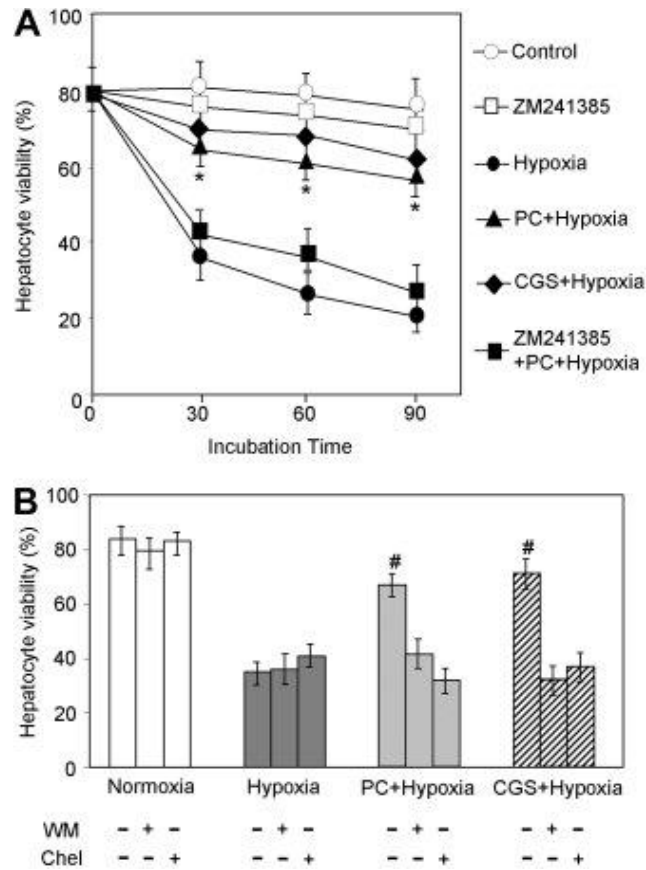 A
Hepatocyte viability (%)
100
80
60
40
20
0
0 30 60 90
Incubation Time
* * *
Control
ZM241385
Hypoxia
PC+Hypoxia
CGS+Hypoxia
ZM241385
+PC+Hypoxia
B
Hepatocyte viability (%)
100
80
60
40
20
0
# #
Normoxia Hypoxia PC+Hypoxia CGS+Hypoxia
WM - + - - + - - + - - + -
Chel - - + - - + - - + - - +